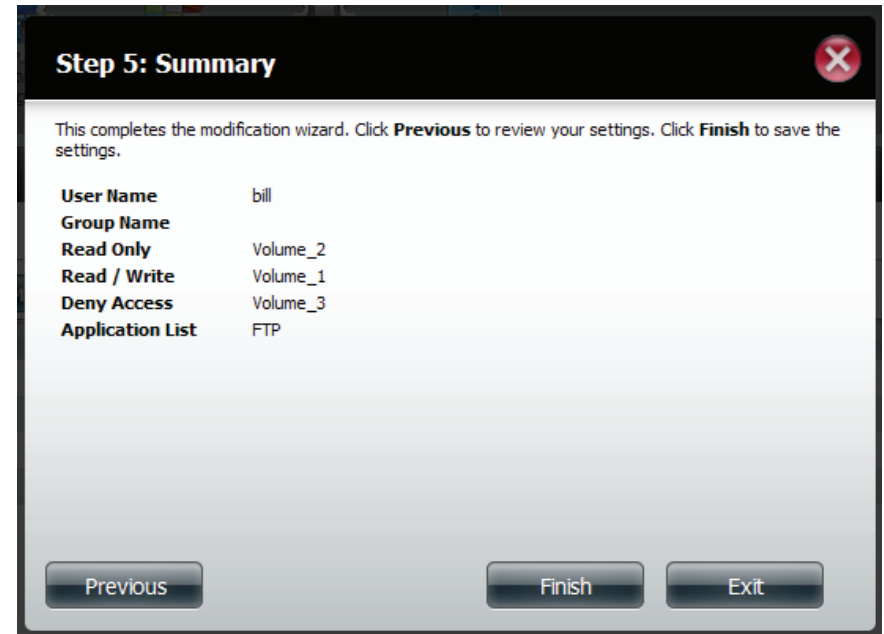 Step 5: Summary
This completes the modification wizard. Click Previous to review your settings. Click Finish to save the
settings.
User Name bill
Group Name
Read Only Volume_2
Read / Write Volume_1
Deny Access Volume_3
Application List FTP
Previous Finish Exit